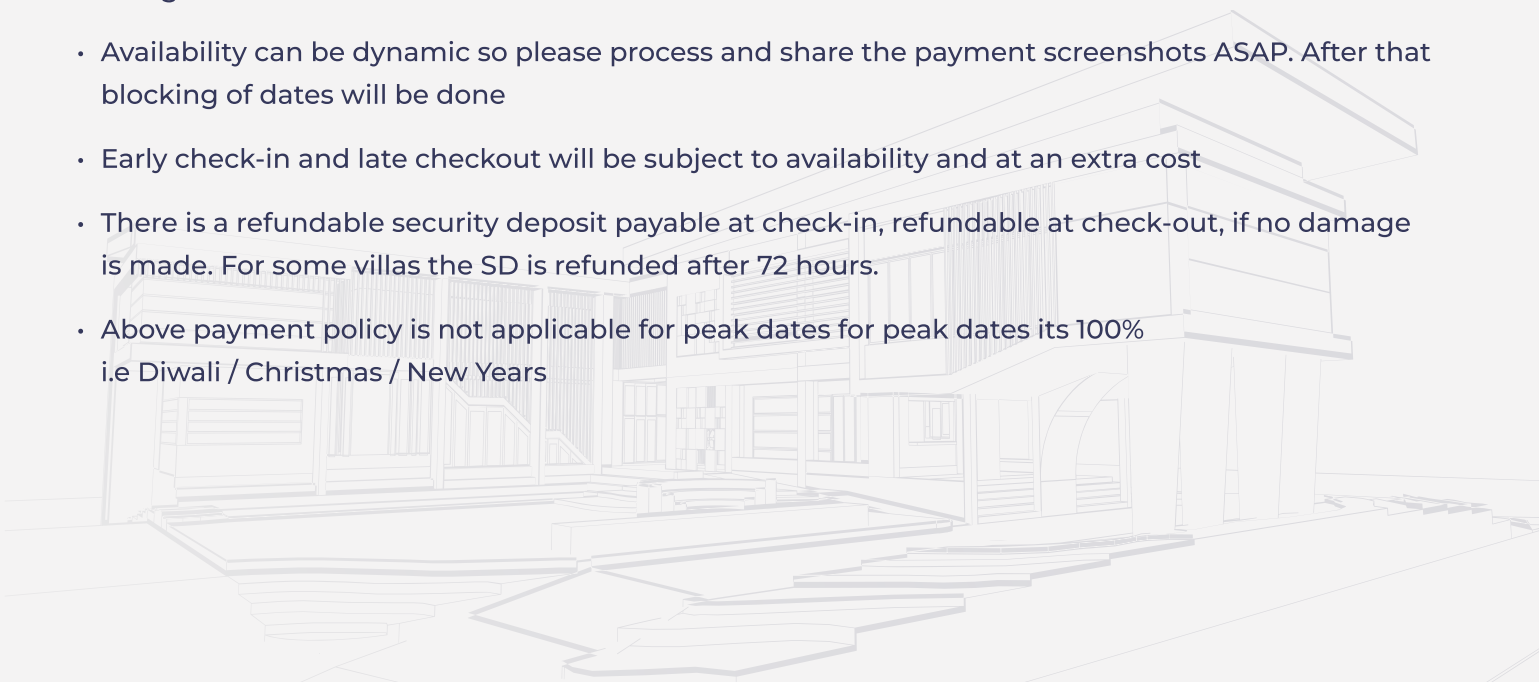 • Availability can be dynamic so please process and share the payment screenshots ASAP. After that
blocking of dates will be done
• Early check-in and late checkout will be subject to availability and at an extra cost
• There is a refundable security deposit payable at check-in, refundable at check-out, if no damage
is made. For some villas the SD is refunded after 72 hours.
• Above payment policy is not applicable for peak dates for peak dates its 100%
i.e Diwali / Christmas / New Years